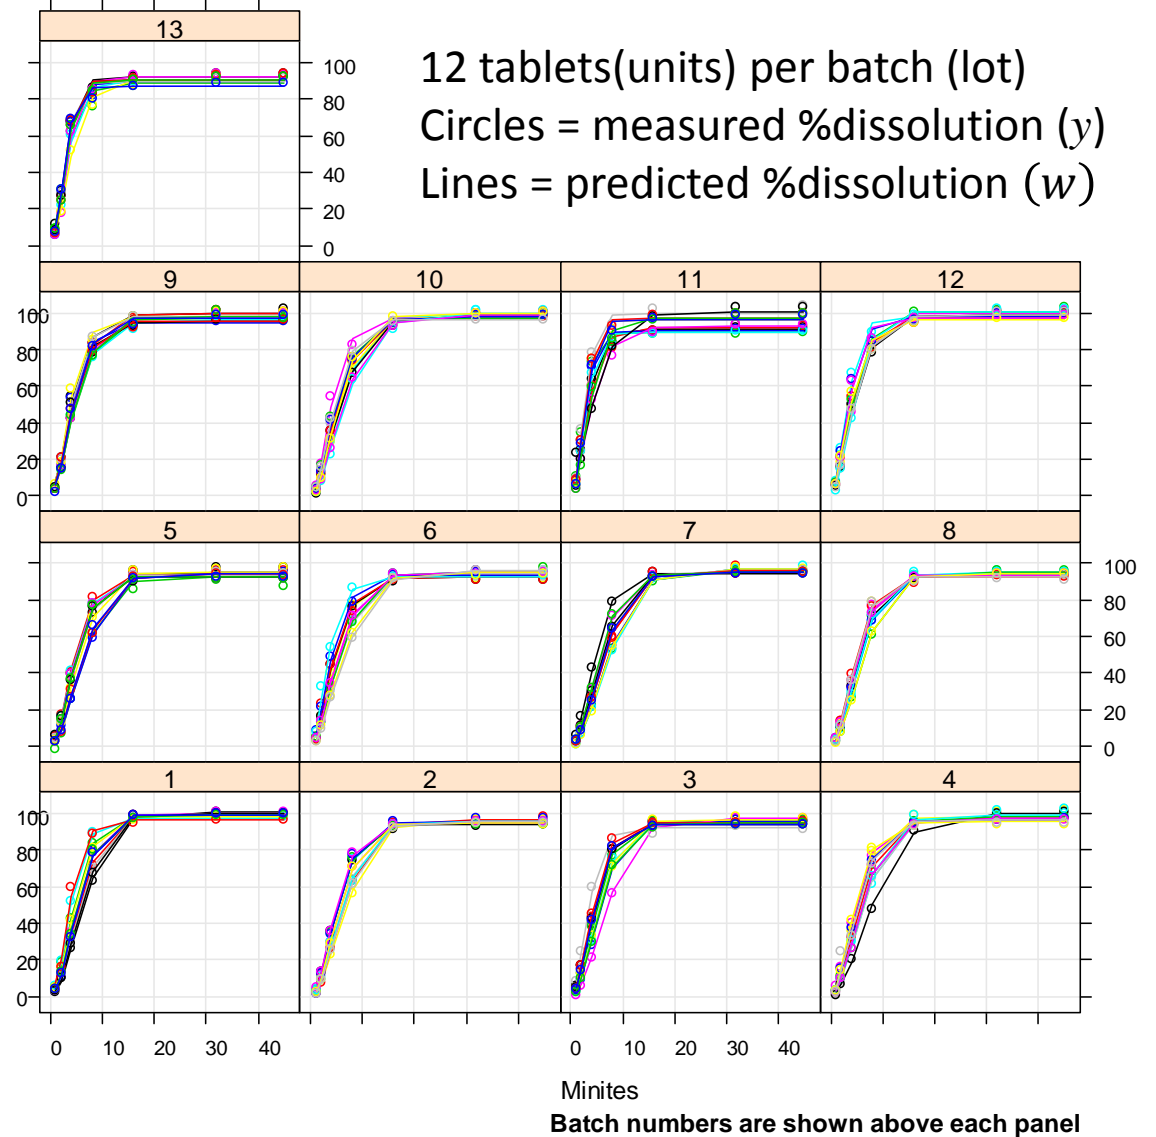 13
12 tablets(units) per batch (lot)
Circles = measured %dissolution (y)
Lines = predicted %dissolution (w)
100
80
60
40
20
0
9 10 11 12
100
80
60
40
20
0
5 6 7 8
100
80
60
40
20
0
1 2 3 4
100
80
60
40
20
0
0 10 20 30 40 0 10 20 30 40
Minites
Batch numbers are shown above each panel